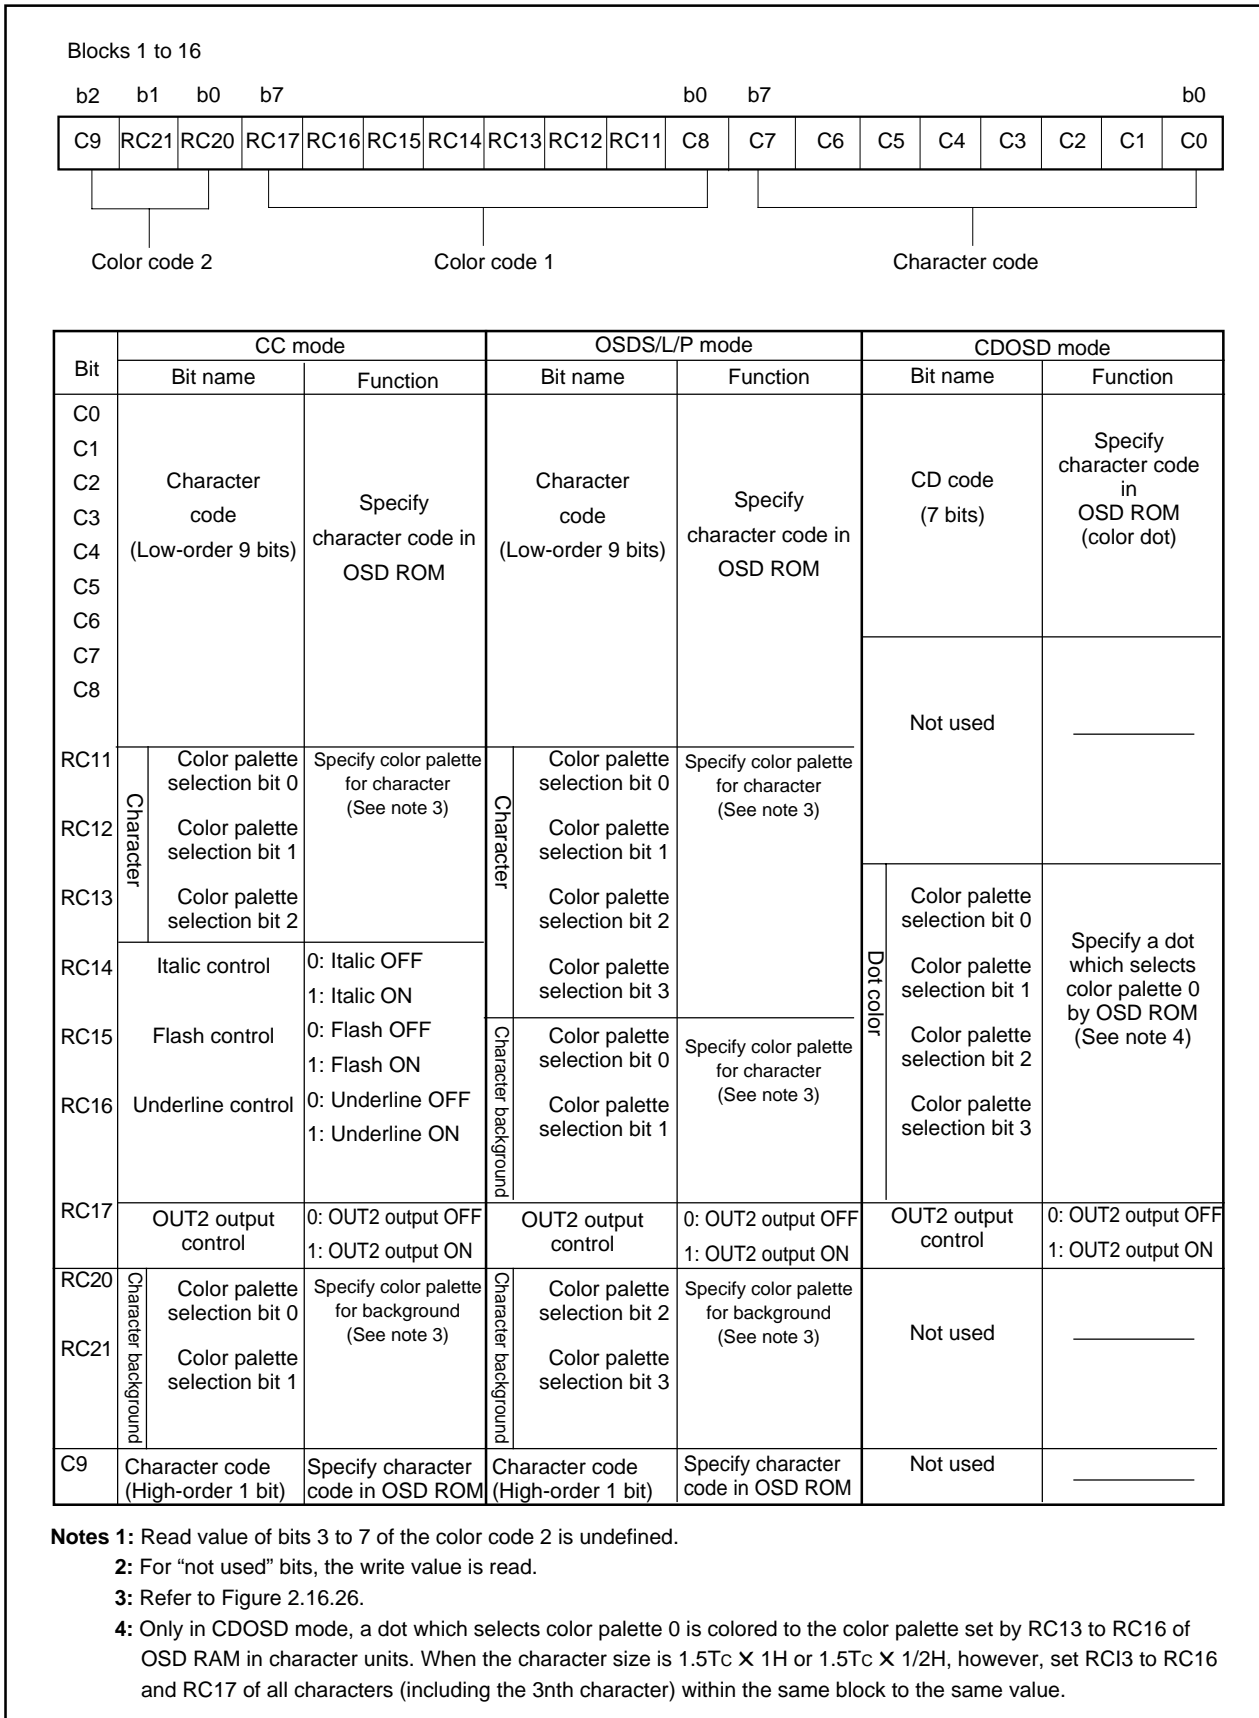 Blocks 1 to 16
b2 b1 b0 b7 b0 b7 b0
C9 RC21 RC20 RC17 RC16 RC15 RC14 RC13 RC12 RC11 C8 C7 C6 C5 C4 C3 C2 C1 C0
Color code 2 Color code 1 Character code
Bit CC mode OSDS/L/P mode CDOSD mode
Bit name Function Bit name Function Bit name Function
C0
C1
C2
C3
C4
C5
C6
C7
C8
Character
code
(Low-order 9 bits)
Specify
character code in
OSD ROM
Character
code
(Low-order 9 bits)
Specify
character code in
OSD ROM
CD code
(7 bits)
Specify
character code
in
OSD ROM
(color dot)
Not used
RC11
RC12
RC13
Character
Color palette
selection bit 0
Color palette
selection bit 1
Color palette
selection bit 2
Specify color palette
for character
(See note 3)
Character
Color palette
selection bit 0
Color palette
selection bit 1
Color palette
selection bit 2
Color palette
selection bit 3
Specify color palette
for character
(See note 3)
Dot color
Color palette
selection bit 0
Color palette
selection bit 1
Color palette
selection bit 2
Color palette
selection bit 3
Specify a dot
which selects
color palette 0
by OSD ROM
(See note 4)
RC14
Italic control
0: Italic OFF
1: Italic ON
RC15
Flash control
0: Flash OFF
1: Flash ON
RC16
Underline control
0: Underline OFF
1: Underline ON
Character background
Color palette
selection bit 0
Color palette
selection bit 1
Specify color palette
for character
(See note 3)
RC17
OUT2 output
control
0: OUT2 output OFF
1: OUT2 output ON
OUT2 output
control
0: OUT2 output OFF
1: OUT2 output ON
OUT2 output
control
0: OUT2 output OFF
1: OUT2 output ON
RC20
RC21
Character background
Color palette
selection bit 0
Color palette
selection bit 1
Specify color palette
for background
(See note 3)
Character background
Color palette
selection bit 2
Color palette
selection bit 3
Specify color palette
for background
(See note 3)
Not used
C9
Character code
(High-order 1 bit)
Specify character
code in OSD ROM
Character code
(High-order 1 bit)
Specify character
code in OSD ROM
Not used
Notes 1: Read value of bits 3 to 7 of the color code 2 is undefined.
2: For “not used” bits, the write value is read.
3: Refer to Figure 2.16.26.
4: Only in CDOSD mode, a dot which selects color palette 0 is colored to the color palette set by RC13 to RC16 of
OSD RAM in character units. When the character size is 1.5TC X 1H or 1.5TC X 1/2H, however, set RCI3 to RC16
and RC17 of all characters (including the 3nth character) within the same block to the same value.